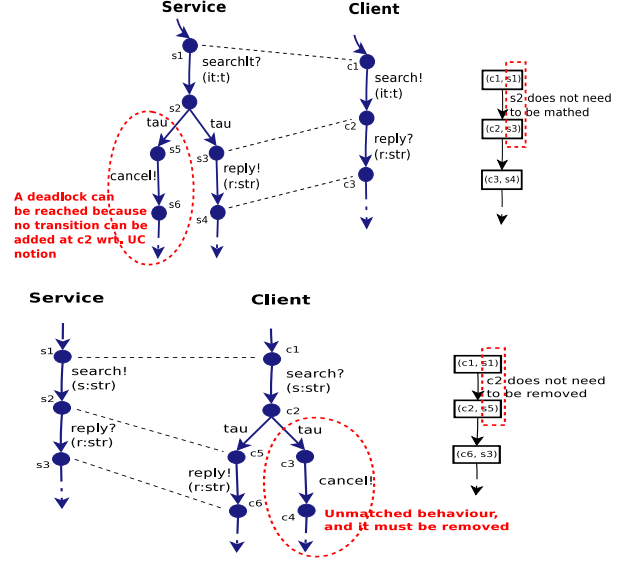 Service
Client
s1
searchIt?
(it:t)
s2
tau
tau
s5
s3
cancel!
reply!
(r:str)
s6
s4
c1
search!
(it:t)
c2
reply?
(r:str)
c3
A deadlock can
be reached because
no transition can be
added at c2 wrt. UC
notion
(c1, s1)
s2 does not need
to be mathed
(c2, s3)
(c3, s4)
Service
Client
s1
search!
(s:str)
s2
reply?
(r:str)
s3
c1
search?
(s:str)
c2
tau
tau
c5
c3
reply!
(r:str)
cancel!
c6
c4
Unmatched behaviour,
and it must be removed
(c1, s1)
c2 does not need
to be removed
(c2, s5)
(c6, s3)